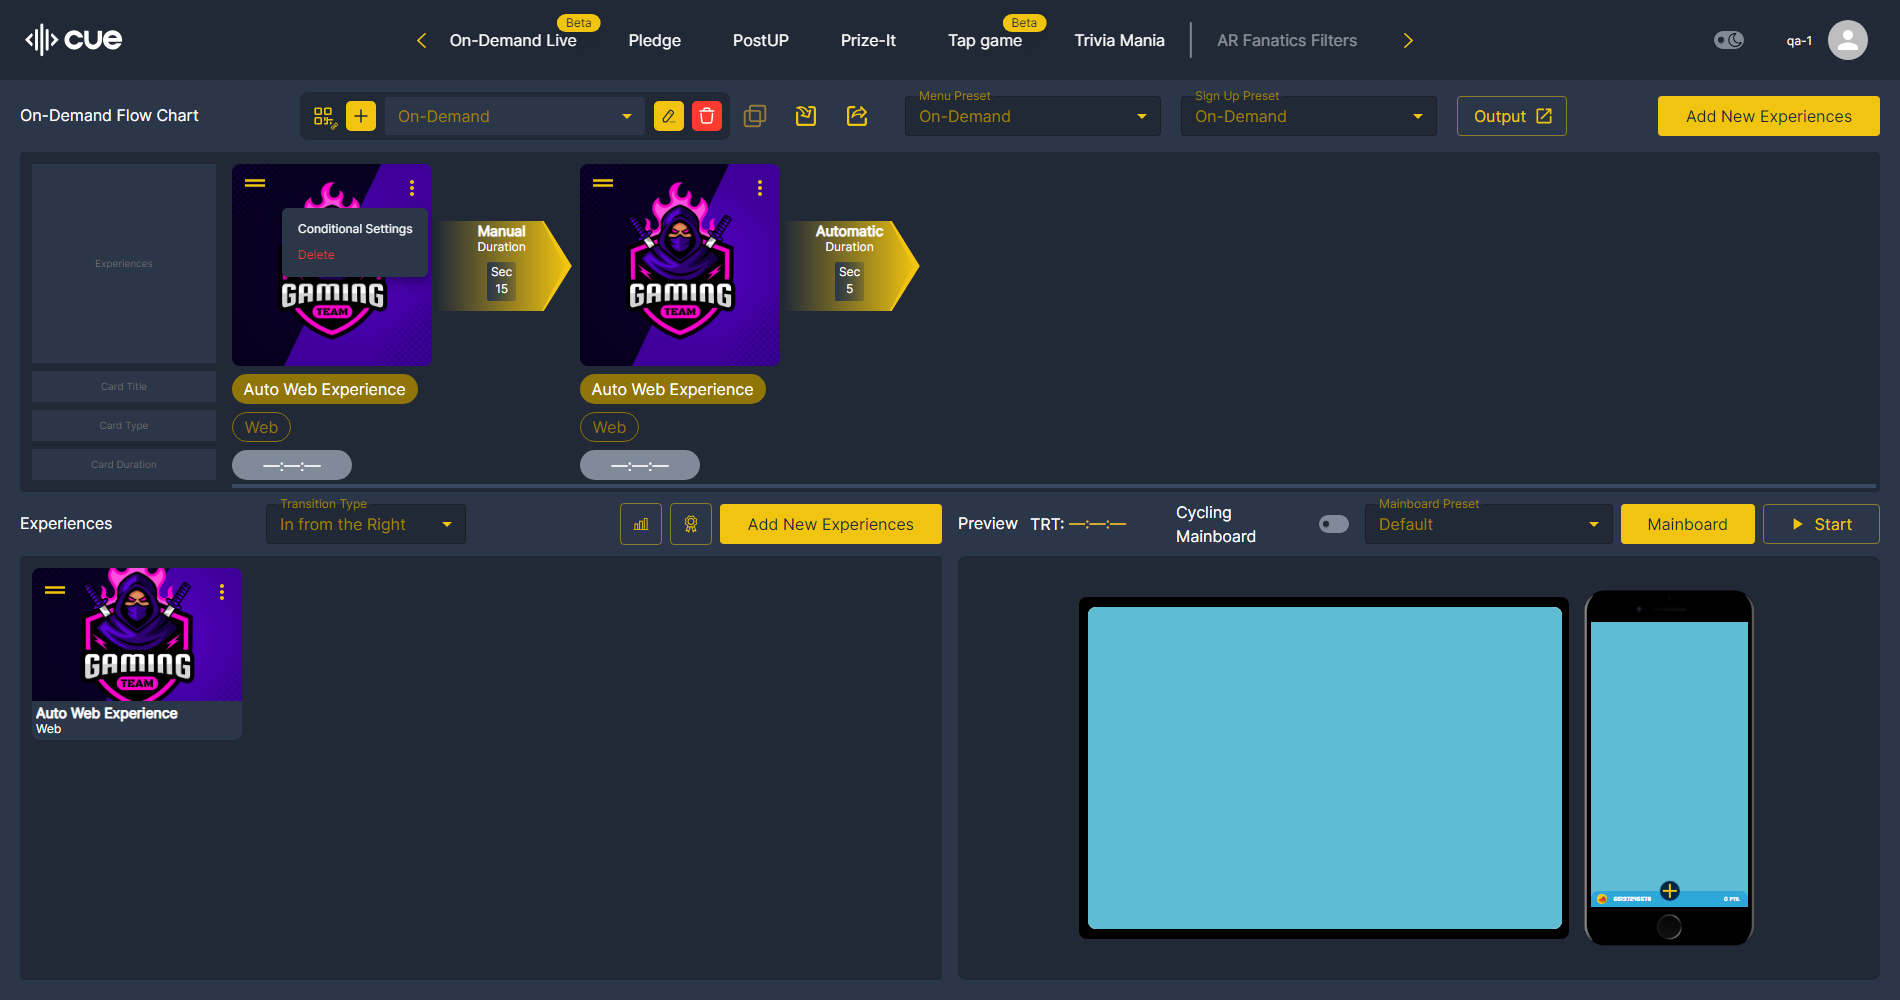 cue
On-Demand Live
Beta
Pledge
PostUP
Prize-It
Tap game
Beta
Trivia Mania
AR Fanatics Filters
qa-1
On-Demand Flow Chart
On-Demand
Menu Preset
On-Demand
Sign Up Preset
On-Demand
Output
Add New Experiences
Experiences
Card Title
Card Type
Card Duration
Conditional Settings
Delete
GAMING
TEAM
Manual
Duration
Sec
15
GAMING
TEAM
Automatic
Duration
Sec
5
Auto Web Experience
Auto Web Experience
Web
Web
—:—:—
—:—:—
Experiences
Transition Type
In from the Right
Add New Experiences
Preview
TRT: —:—:—
Cycling
Mainboard
Mainboard Preset
Default
Mainboard
Start
GAMING
TEAM
Auto Web Experience
Web
0 PTS.